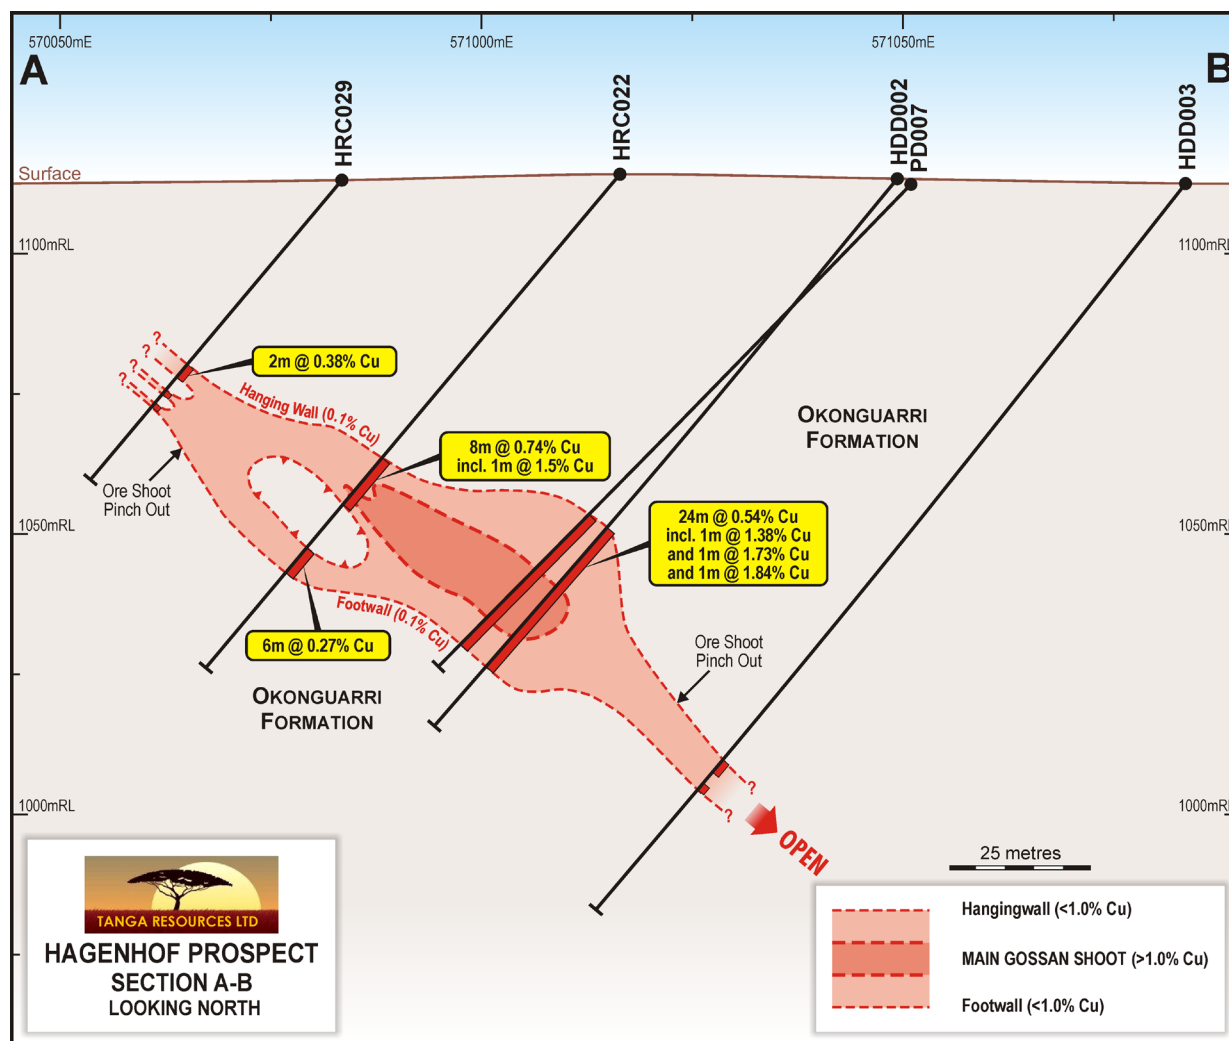 570050mE
571000mE
571050mE
A
B
HRC029
HRC022
HDD002
PD007
HDD003
Surface
1100mRL
1100mRL
?
?
?
?
2m @ 0.38% Cu
Hanging Wall (0.1% Cu)
8m @ 0.74% Cu
incl. 1m @ 1.5% Cu
OKONGUARRI
FORMATION
Ore Shoot
Pinch Out
1050mRL
1050mRL
24m @ 0.54% Cu
incl. 1m @ 1.38% Cu
and 1m @ 1.73% Cu
and 1m @ 1.84% Cu
Footwall (0.1% Cu)
6m @ 0.27% Cu
Ore Shoot
Pinch Out
OKONGUARRI
FORMATION
?
?
1000mRL
1000mRL
OPEN
25 metres
TANGA RESOURCES LTD
HAGENHOF PROSPECT
SECTION A-B
LOOKING NORTH
Hangingwall (<1.0% Cu)
MAIN GOSSAN SHOOT (>1.0% Cu)
Footwall (<1.0% Cu)